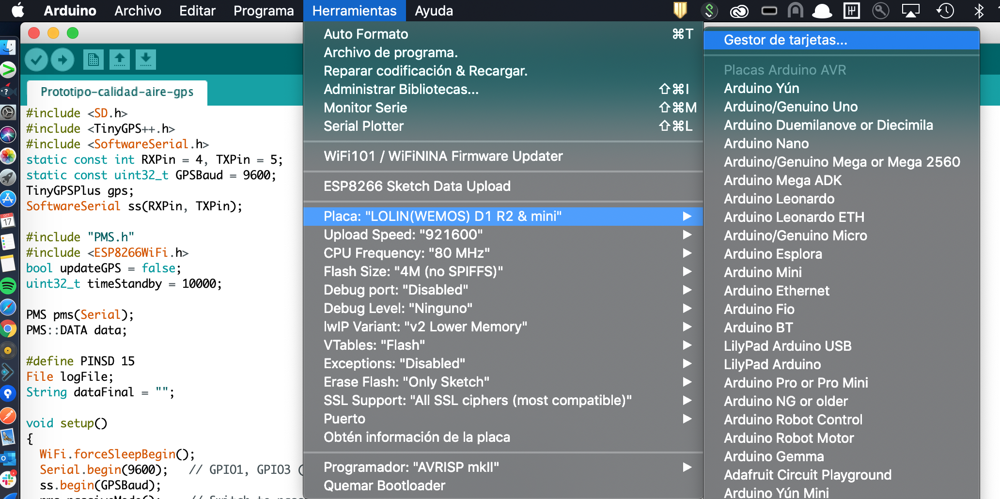 Arduino Archivo Editar Programa Herramientas Ayuda
Prototipo-calidad-aire-gps
#include <SD.h>
#include <TinyGPS++.h>
#include <SoftwareSerial.h>
static const int RXPin = 4, TXPin = 5;
static const uint32_t GPSBaud = 9600;
TinyGPSPlus gps;
SoftwareSerial ss(RXPin, TXPin);
#include "PMS.h"
#include <ESP8266WiFi.h>
bool updateGPS = false;
uint32_t timeStandby = 10000;
PMS pms(Serial);
PMS::DATA data;
#define PINSD 15
File logFile;
String dataFinal = "";
void setup()
{
WiFi.forceSleepBegin();
Serial.begin(9600); // GPIO1, GPIO3 (
ss.begin(GPSBaud);
pms.passiveMode(); // Switch to
Auto Formato ⌘T
Archivo de programa.
Reparar codificación & Recargar.
Administrar Bibliotecas... ⇧⌘I
Monitor Serie ⇧⌘M
Serial Plotter ⇧⌘L
WiFi101 / WiFiNINA Firmware Updater
ESP8266 Sketch Data Upload
Placa: "LOLIN(WEMOS) D1 R2 & mini"
Upload Speed: "921600"
CPU Frequency: "80 MHz"
Flash Size: "4M (no SPIFFS)"
Debug port: "Disabled"
Debug Level: "Ninguno"
lwIP Variant: "v2 Lower Memory"
VTables: "Flash"
Exceptions: "Disabled"
Erase Flash: "Only Sketch"
SSL Support: "All SSL ciphers (most compatible)"
Puerto
Obtén información de la placa
Programador: "AVRISP mkII"
Quemar Bootloader
Gestor de tarjetas...
Placas Arduino AVR
Arduino Yún
Arduino/Genuino Uno
Arduino Duemilanove or Diecimila
Arduino Nano
Arduino/Genuino Mega or Mega 2560
Arduino Mega ADK
Arduino Leonardo
Arduino Leonardo ETH
Arduino/Genuino Micro
Arduino Esplora
Arduino Mini
Arduino Ethernet
Arduino Fio
Arduino BT
LilyPad Arduino USB
LilyPad Arduino
Arduino Pro or Pro Mini
Arduino NG or older
Arduino Robot Control
Arduino Robot Motor
Arduino Gemma
Adafruit Circuit Playground
Arduino Yún Mini
OCT
17